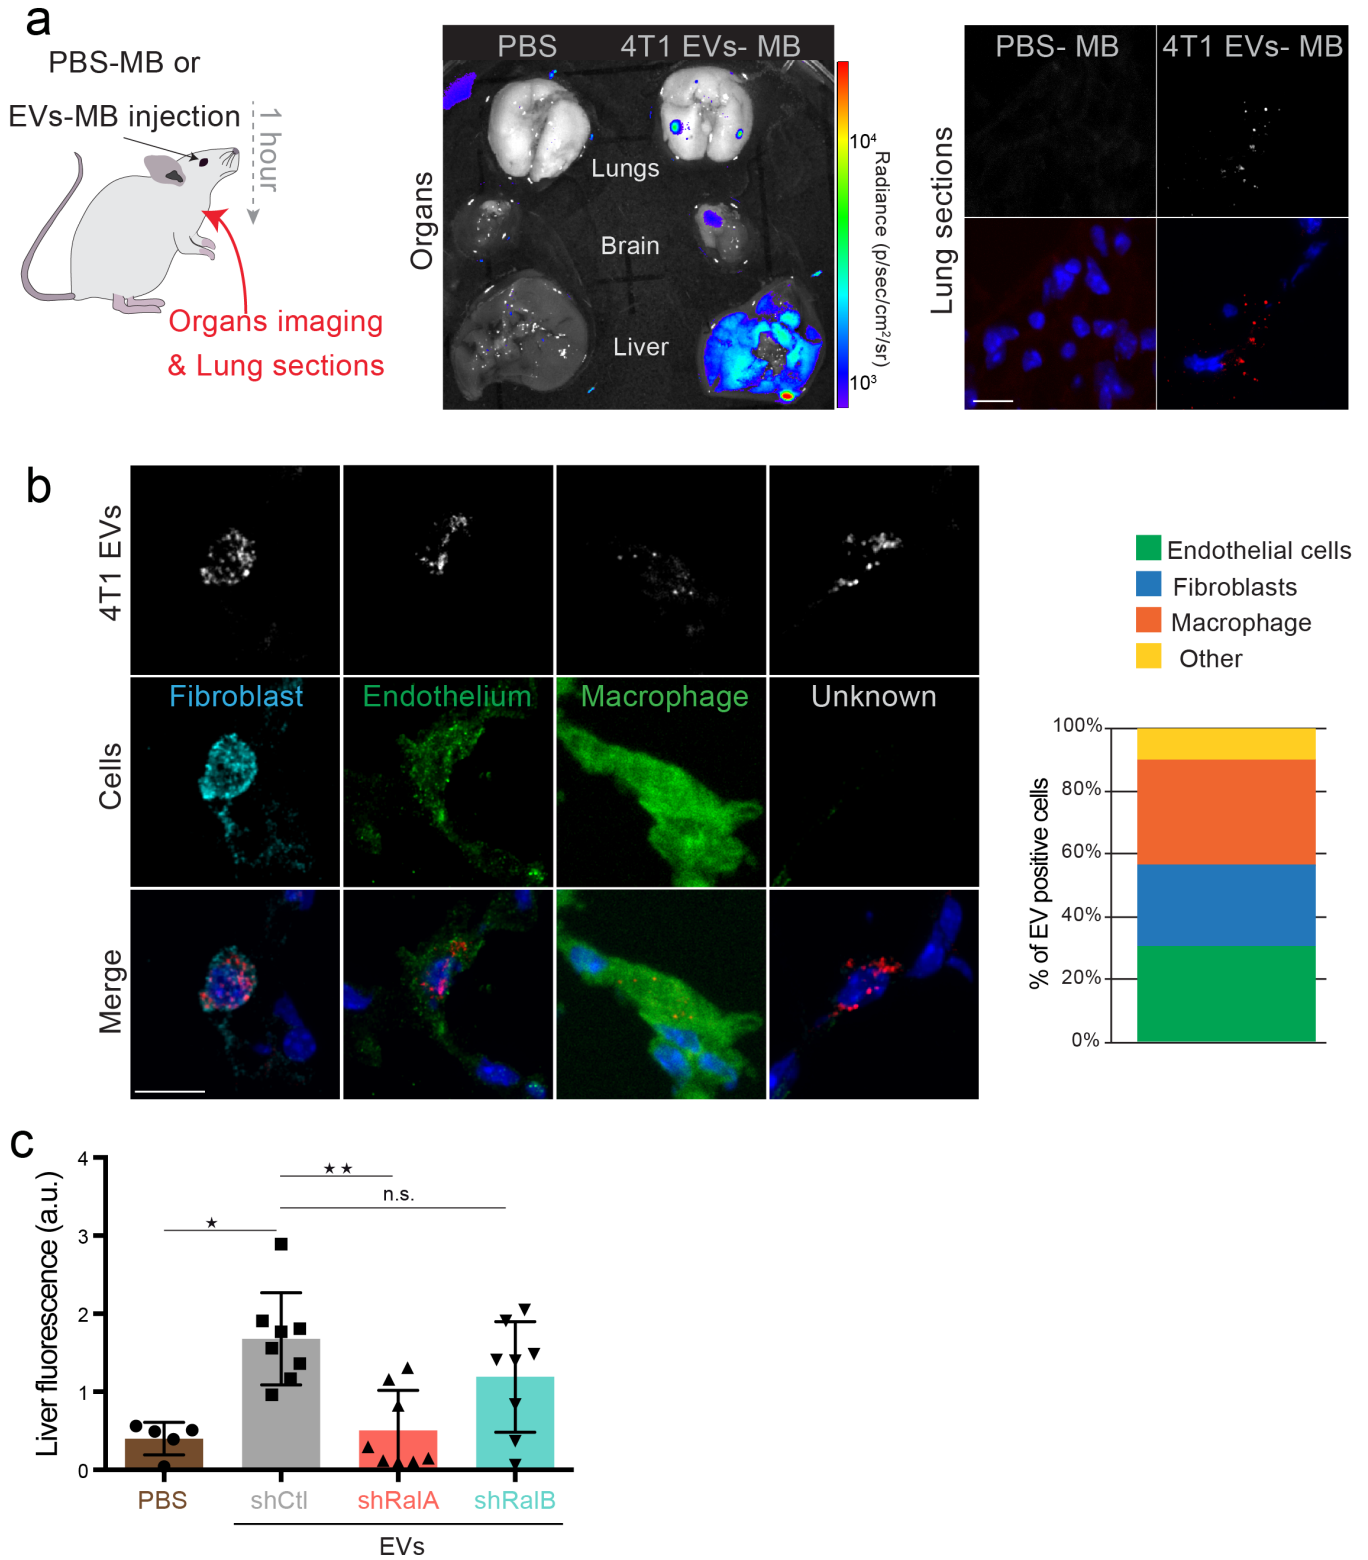 a
PBS-MB or
EVs-MB injection
1 hour
Organs imaging
& Lung sections
Organs
PBS
4T1 EVs- MB
Lungs
Brain
Liver
10⁴
10³
Radiance (p/sec/cm²/sr)
Lung sections
PBS- MB
4T1 EVs- MB
b
4T1 EVs
Cells
Merge
Fibroblast
Endothelium
Macrophage
Unknown
Endothelial cells
Fibroblasts
Macrophage
Other
% of EV positive cells
100%
80%
60%
40%
20%
0%
c
Liver fluorescence (a.u.)
4
3
2
1
0
★
★★
n.s.
PBS
shCtl
shRalA
shRalB
EVs